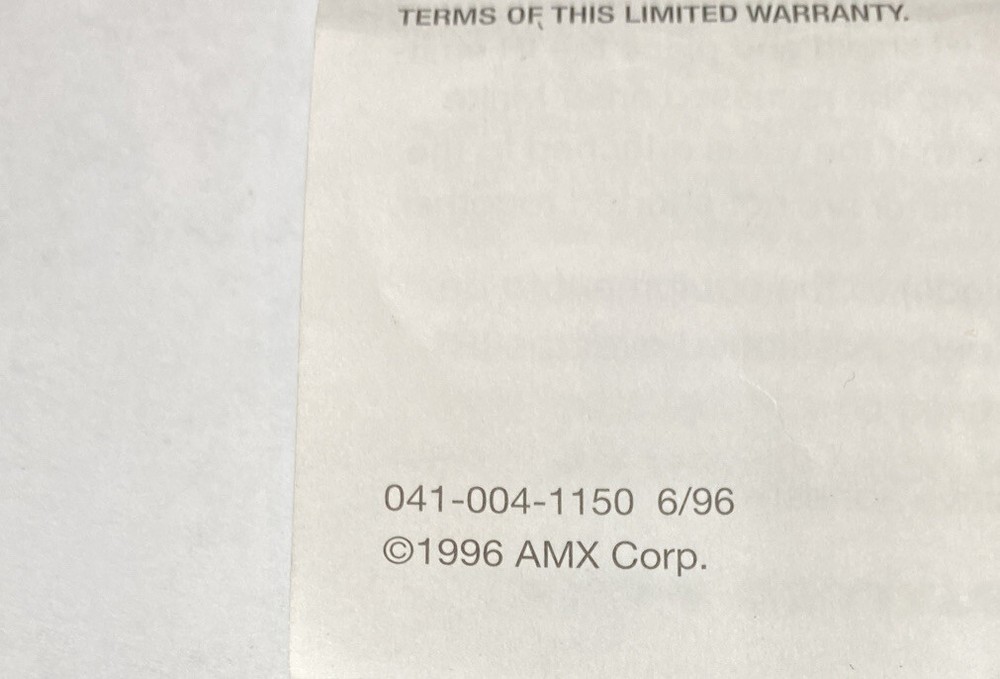 TERMS OF THIS LIMITED WARRANTY.
041-004-1150 6/96
©1996 AMX Corp.